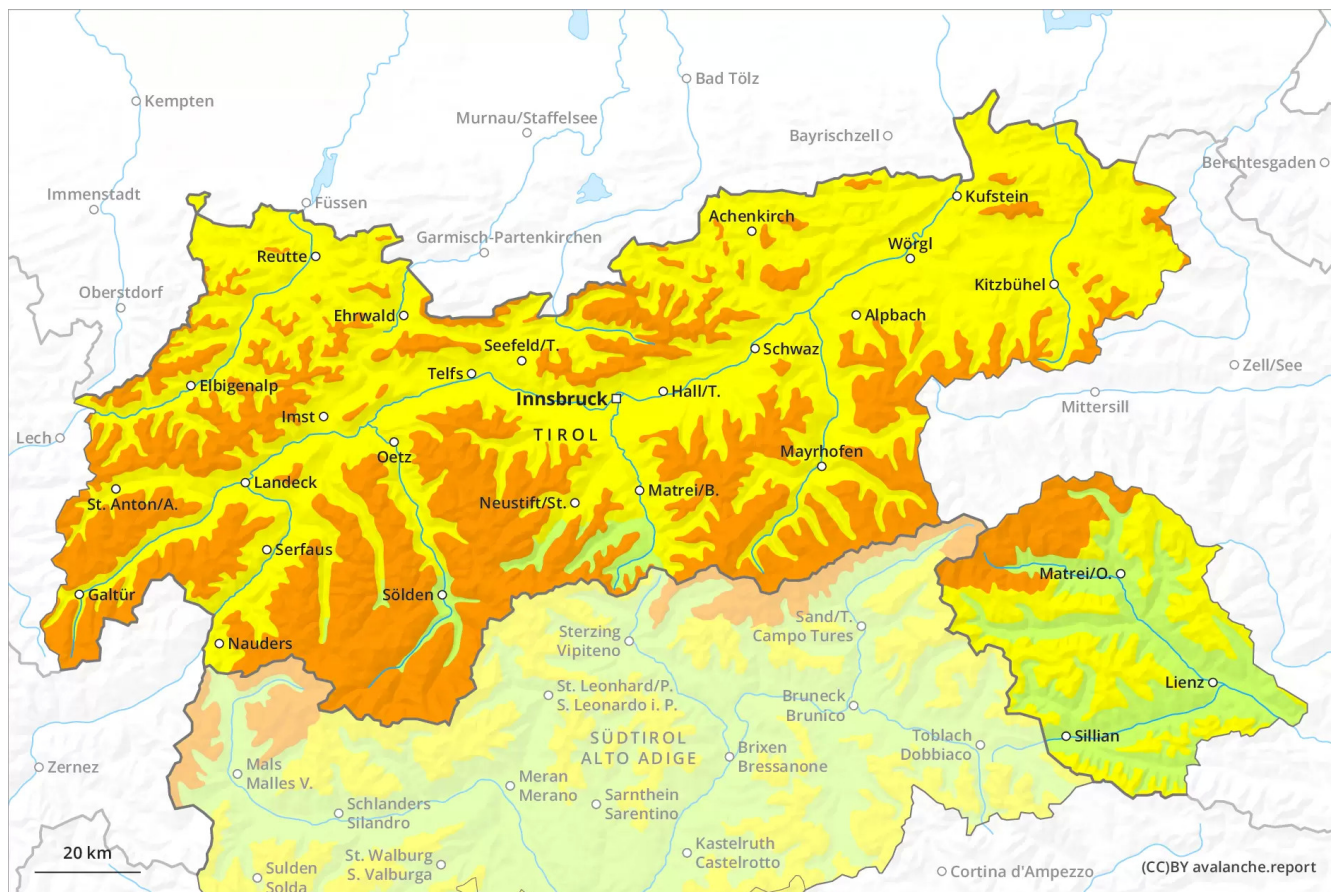 Kempten
Bad Tölz
Murnau/Staffelsee
Bayrischzell
Berchtesgaden
Immenstadt
Füssen
Kufstein
Achenkirch
Garmisch-Partenkirchen
Wörgl
Reutte
Kitzbühel
Oberstdorf
Ehrwald
Alpbach
Seefeld/T.
Schwaz
Zell/See
Telfs
Elbigenalp
Hall/T.
Innsbruck
Mittersill
Imst
TIROL
Lech
Oetz
Mayrhofen
Landeck
Matrei/B.
St. Anton/A.
Neustift/St.
Serfaus
Matrei/O.
Galtür
Sölden
Sand/T.
Campo Tures
Sterzing
Vipiteno
Nauders
Lienz
St. Leonhard/P.
S. Leonardo i. P.
Bruneck
Brunico
Sillian
SÜDTIROL
ALTO ADIGE
Toblach
Dobbiaco
Brixen
Bressanone
Zernez
Mals
Malles V.
Meran
Merano
Sarnthein
Sarentino
Schlanders
Silandro
Kastelruth
Castelrotto
20 km
St. Walburg
S. Valburga
Sulden
Solda
Cortina d'Ampezzo
(CC)BY avalanche.report